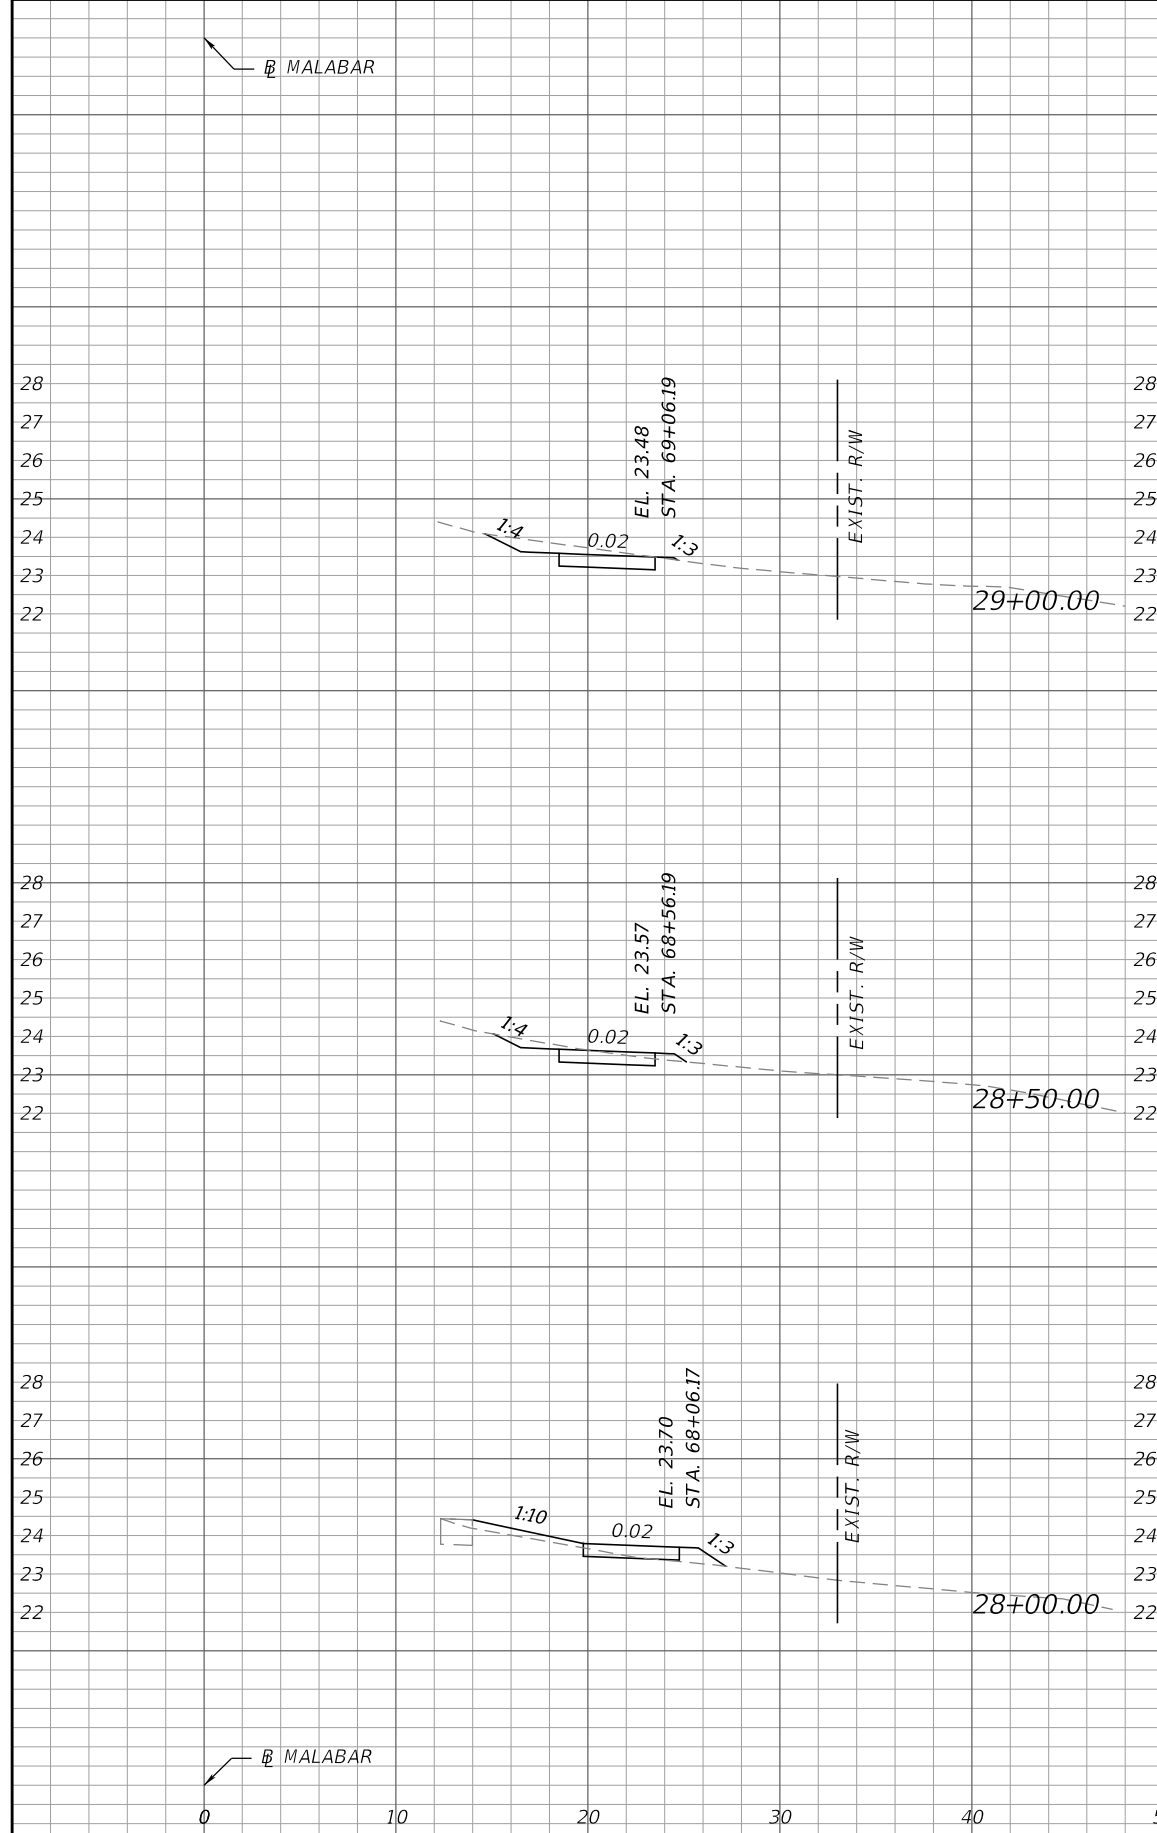 ℄ MALABAR
28 28
27 27
26 26
25 25
24 24
23 23
22 22
EL. 23.48
STA. 69+06.19
EXIST. R/W
1:4
0.02
1:3
29+00.00
28 28
27 27
26 26
25 25
24 24
23 23
22 22
EL. 23.57
STA. 68+56.19
EXIST. R/W
1:4
0.02
1:3
28+50.00
28 28
27 27
26 26
25 25
24 24
23 23
22 22
EL. 23.70
STA. 68+06.17
EXIST. R/W
1:10
0.02
1:3
28+00.00
℄ MALABAR
0 10 20 30 40